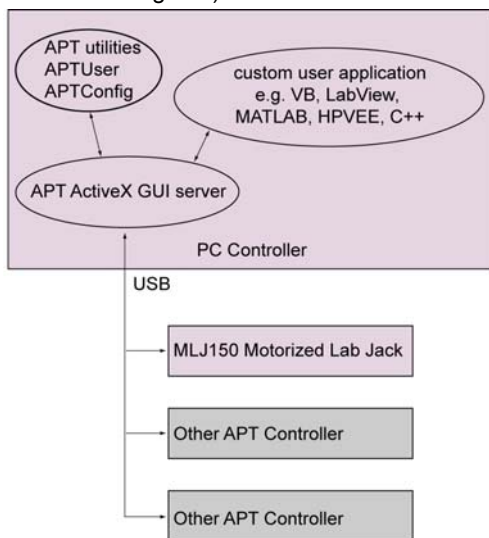 APT utilities
APTUser
APTConfig
custom user application
e.g. VB, LabView,
MATLAB, HPVEE, C++
APT ActiveX GUI server
PC Controller
USB
MLJ150 Motorized Lab Jack
Other APT Controller
Other APT Controller